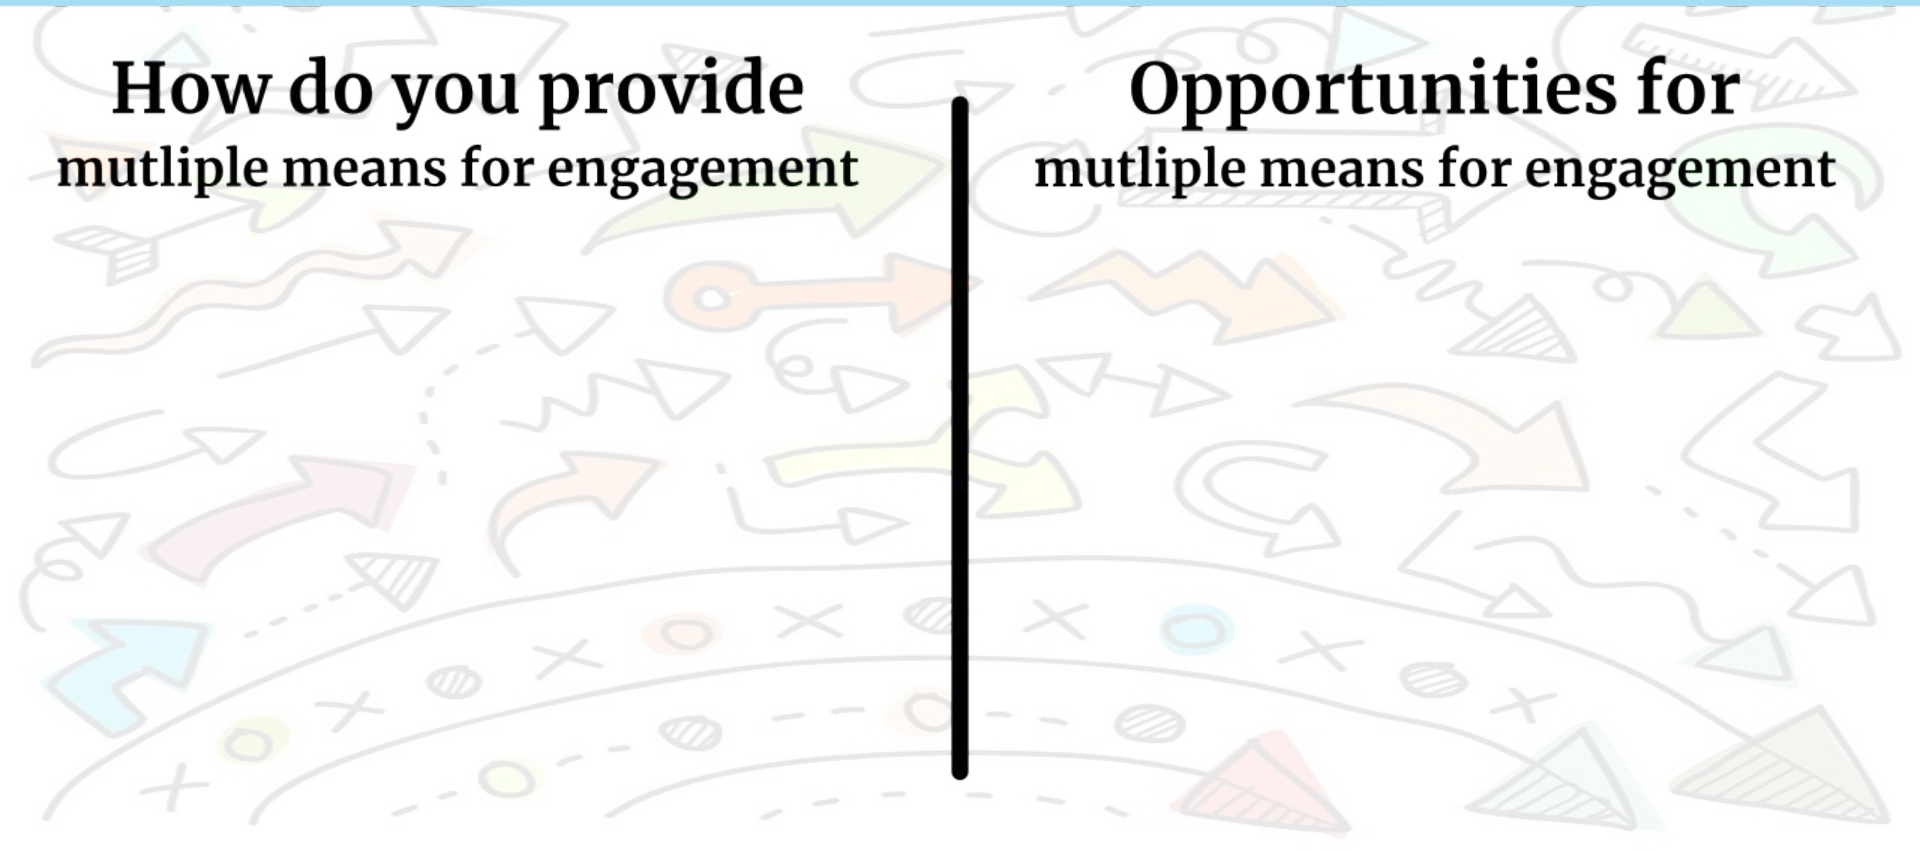 How do you provide
mutliple means for engagement
Opportunities for
mutliple means for engagement